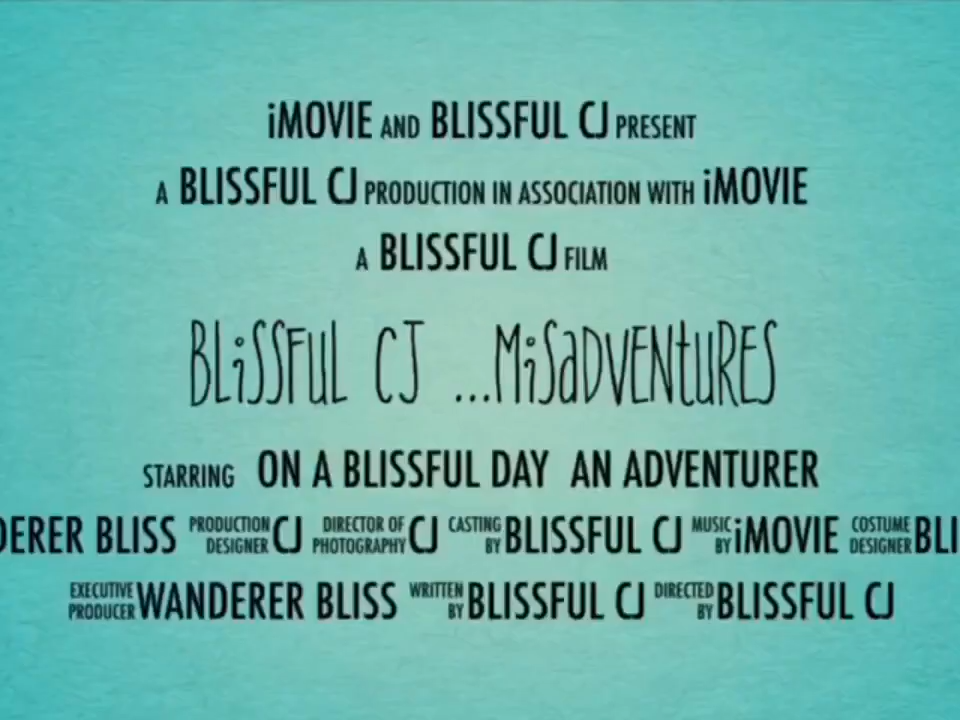 iMOVIE AND BLISSFUL CJ PRESENT
A BLISSFUL CJ PRODUCTION IN ASSOCIATION WITH iMOVIE
A BLISSFUL CJ FILM
BLiSSFUL CJ ...MiSaDVENtURES
STARRING ON A BLISSFUL DAY AN ADVENTURER
DERER BLISS PRODUCTION DESIGNER CJ DIRECTOR OF PHOTOGRAPHY CJ CASTING BY BLISSFUL CJ MUSIC BY iMOVIE COSTUME DESIGNER BLI
EXECUTIVE PRODUCER WANDERER BLISS WRITTEN BY BLISSFUL CJ DIRECTED BY BLISSFUL CJ